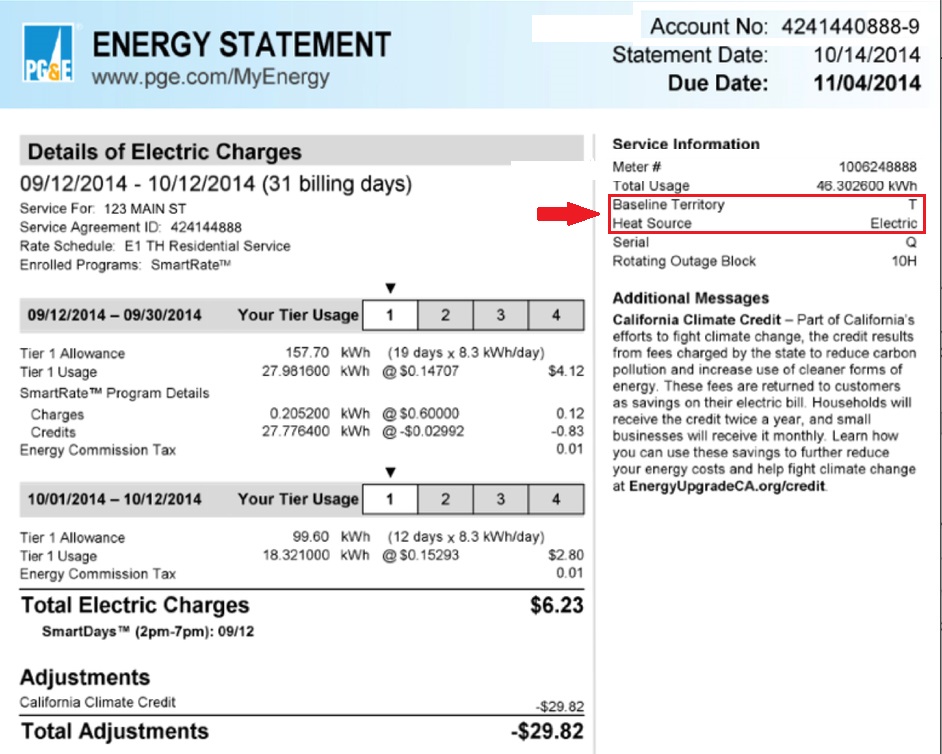 PG&E
ENERGY STATEMENT
www.pge.com/MyEnergy
Account No: 4241440888-9
Statement Date: 10/14/2014
Due Date: 11/04/2014
Details of Electric Charges
09/12/2014 - 10/12/2014 (31 billing days)
Service For: 123 MAIN ST
Service Agreement ID: 424144888
Rate Schedule: E1 TH Residential Service
Enrolled Programs: SmartRate™
09/12/2014 – 09/30/2014 Your Tier Usage 1 2 3 4
Tier 1 Allowance 157.70 kWh (19 days x 8.3 kWh/day)
Tier 1 Usage 27.981600 kWh @ $0.14707 $4.12
SmartRate™ Program Details
Charges 0.205200 kWh @ $0.60000 0.12
Credits 27.776400 kWh @ -$0.02992 -0.83
Energy Commission Tax 0.01
10/01/2014 – 10/12/2014 Your Tier Usage 1 2 3 4
Tier 1 Allowance 99.60 kWh (12 days x 8.3 kWh/day)
Tier 1 Usage 18.321000 kWh @ $0.15293 $2.80
Energy Commission Tax 0.01
Total Electric Charges $6.23
SmartDays™ (2pm-7pm): 09/12
Adjustments
California Climate Credit -$29.82
Total Adjustments -$29.82
Service Information
Meter # 1006248888
Total Usage 46.302600 kWh
Baseline Territory T
Heat Source Electric
Serial Q
Rotating Outage Block 10H
Additional Messages
California Climate Credit – Part of California's
efforts to fight climate change, the credit results
from fees charged by the state to reduce carbon
pollution and increase use of cleaner forms of
energy. These fees are returned to customers
as savings on their electric bill. Households will
receive the credit twice a year, and small
businesses will receive it monthly. Learn how
you can use these savings to further reduce
your energy costs and help fight climate change
at EnergyUpgradeCA.org/credit.